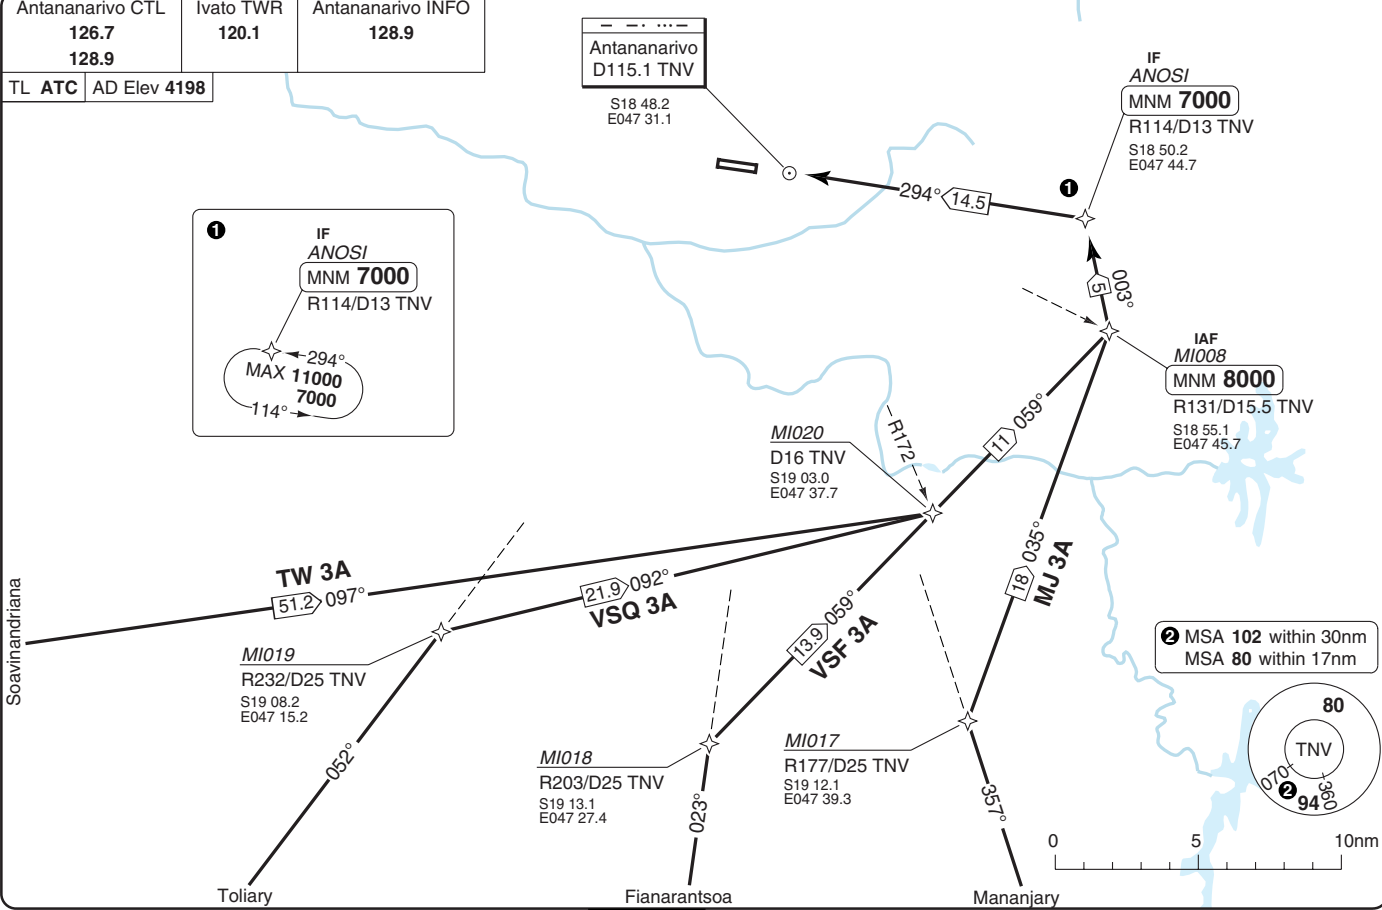 Antananarivo CTL
126.7
128.9
Ivato TWR
120.1
Antananarivo INFO
128.9
TL ATC
AD Elev 4198
Antananarivo
D115.1 TNV
S18 48.2
E047 31.1
IF
ANOSI
MNM 7000
R114/D13 TNV
S18 50.2
E047 44.7
1
294°
14.5
1
IF
ANOSI
MNM 7000
R114/D13 TNV
294°
MAX 11000
7000
114°
003°
5
IAF
MI008
MNM 8000
R131/D15.5 TNV
S18 55.1
E047 45.7
MI020
D16 TNV
S19 03.0
E047 37.7
R172
11
059°
TW 3A
51.2
097°
21.9
092°
VSQ 3A
13.9
059°
VSF 3A
18
035°
MJ 3A
Soavinandriana
MI019
R232/D25 TNV
S19 08.2
E047 15.2
052°
MI018
R203/D25 TNV
S19 13.1
E047 27.4
023°
MI017
R177/D25 TNV
S19 12.1
E047 39.3
357°
2 MSA 102 within 30nm
MSA 80 within 17nm
80
TNV
070
360
2
94
0 5 10nm
Toliary
Fianarantsoa
Mananjary